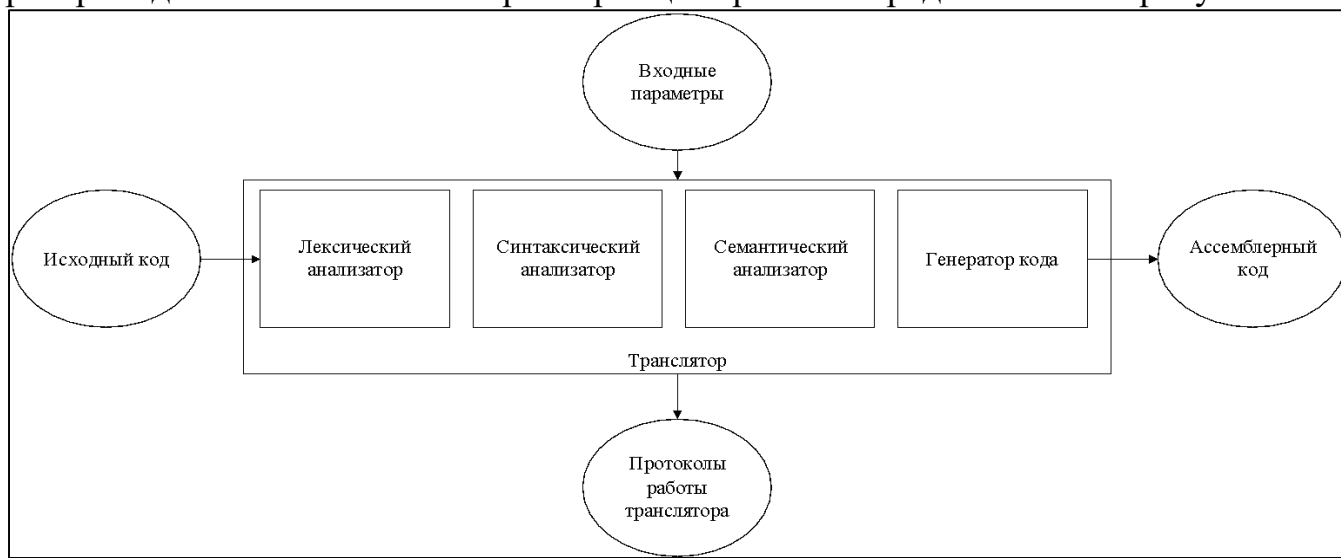 Входные
параметры
Исходный код
Лексический
анализатор
Синтаксический
анализатор
Семантический
анализатор
Генератор кода
Ассемблерный
код
Транслятор
Протоколы
работы
транслятора